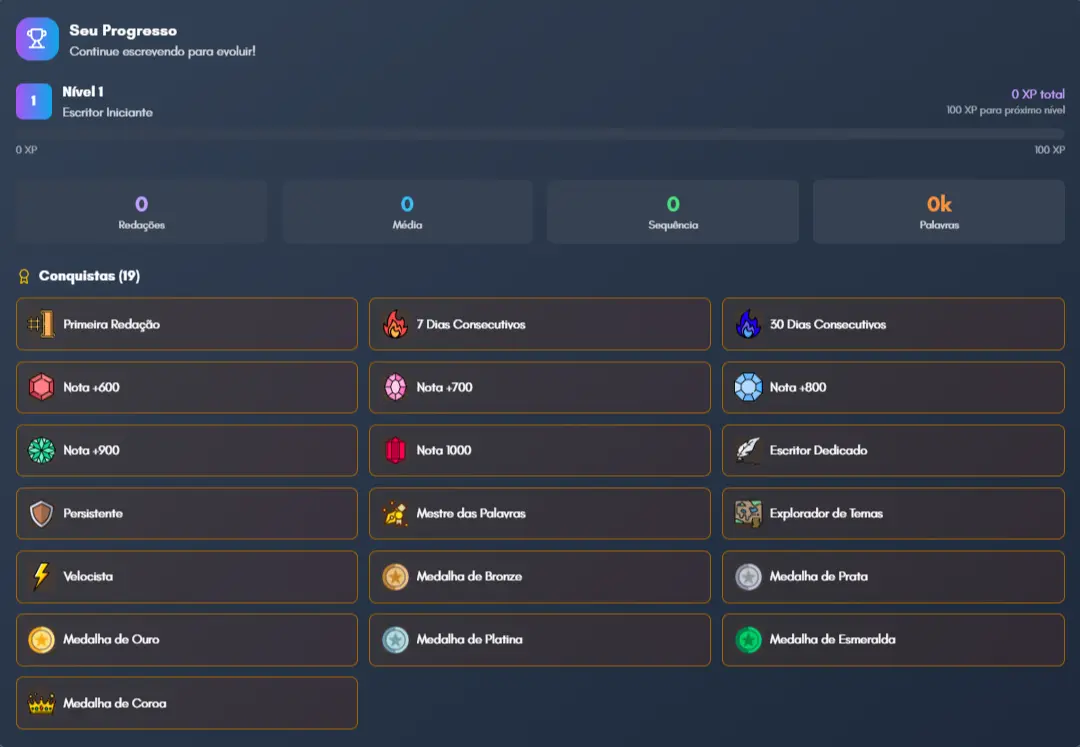 Seu Progresso
Continue escrevendo para evoluir!
1
Nível 1
Escritor Iniciante
0 XP total
100 XP para próximo nível
0 XP
100 XP
0
Redações
0
Média
0
Sequência
0k
Palavras
Conquistas (19)
Primeira Redação
7 Dias Consecutivos
30 Dias Consecutivos
Nota +600
Nota +700
Nota +800
Nota +900
Nota 1000
Escritor Dedicado
Persistente
Mestre das Palavras
Explorador de Temas
Velocista
Medalha de Bronze
Medalha de Prata
Medalha de Ouro
Medalha de Platina
Medalha de Esmeralda
Medalha de Coroa